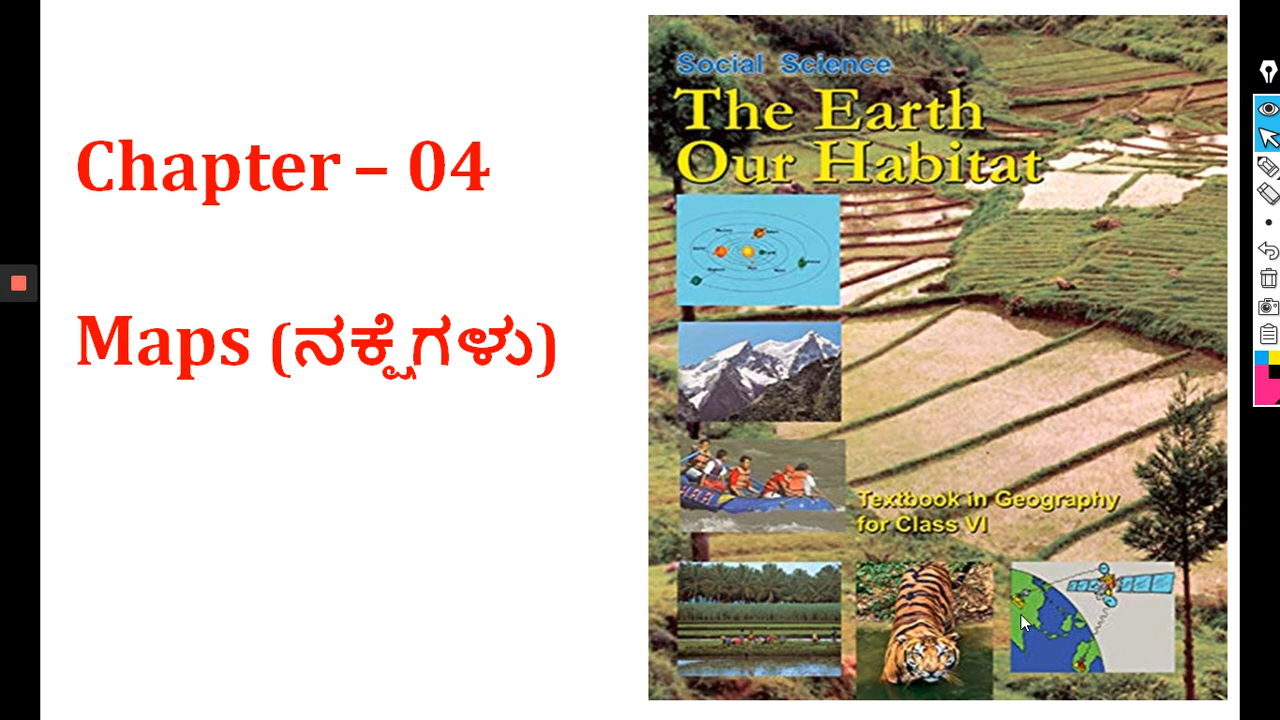 Chapter – 04
Maps (ನಕ್ಷೆಗಳು)
Social Science
The Earth
Our Habitat
Textbook in Geography
for Class VI